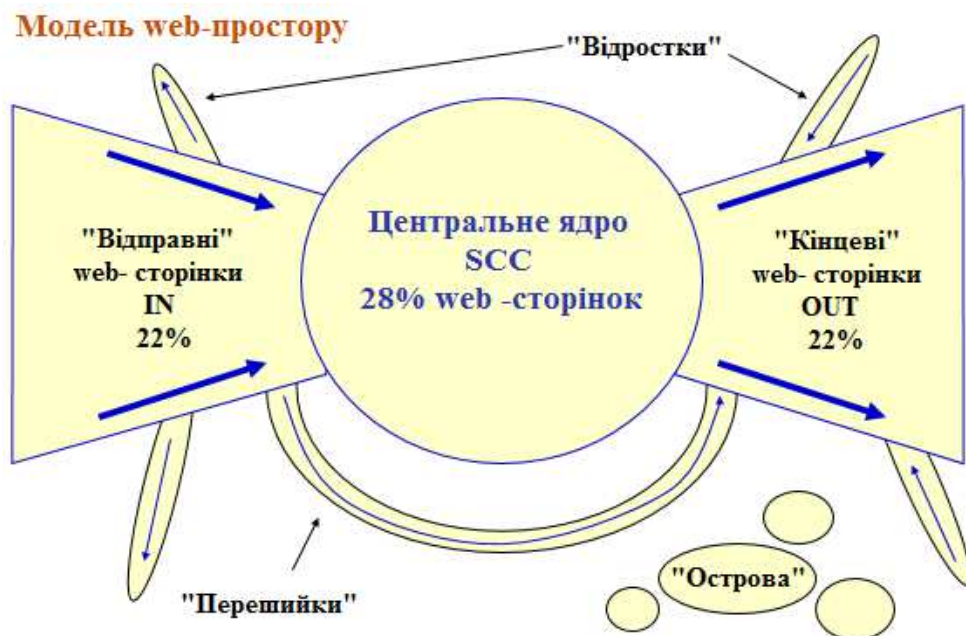 Модель web-простору
"Відростки"
"Відправні"
web- сторінки
IN
22%
Центральне ядро
SCC
28% web -сторінок
"Кінцеві"
web- сторінки
OUT
22%
"Перешийки"
"Острова"